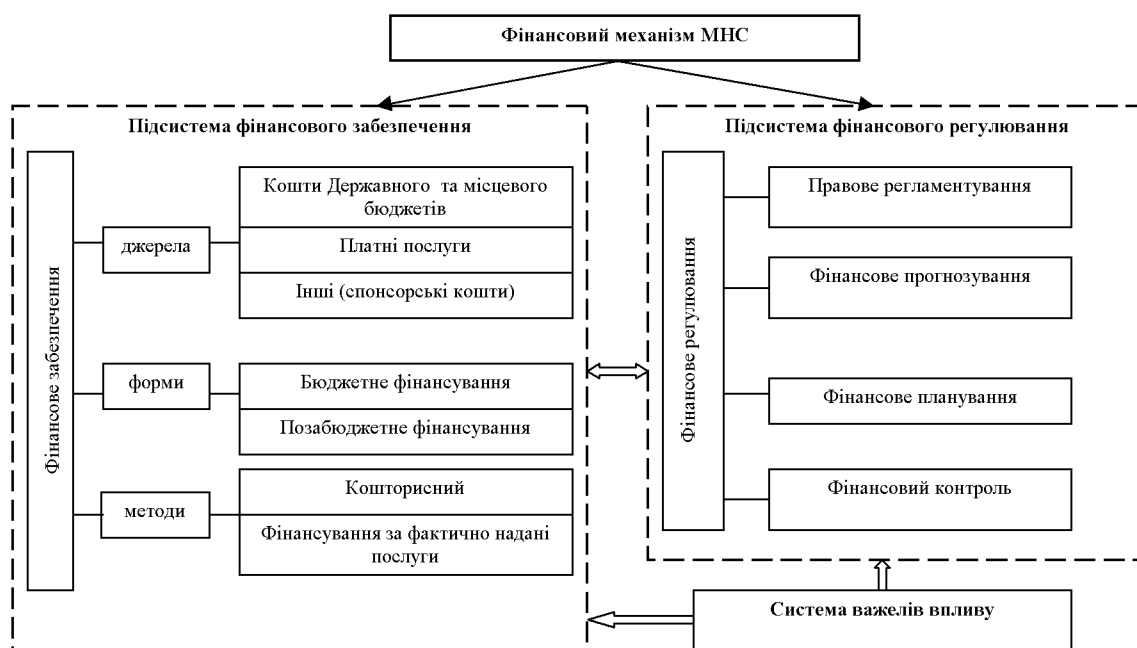 Фінансовий механізм МНС
Підсистема фінансового забезпечення
Фінансове забезпечення
джерела
Кошти Державного та місцевого
бюджетів
Платні послуги
Інші (спонсорські кошти)
форми
Бюджетне фінансування
Позабюджетне фінансування
методи
Кошторисний
Фінансування за фактично надані
послуги
Підсистема фінансового регулювання
Фінансове регулювання
Правове регламентування
Фінансове прогнозування
Фінансове планування
Фінансовий контроль
Система важелів впливу